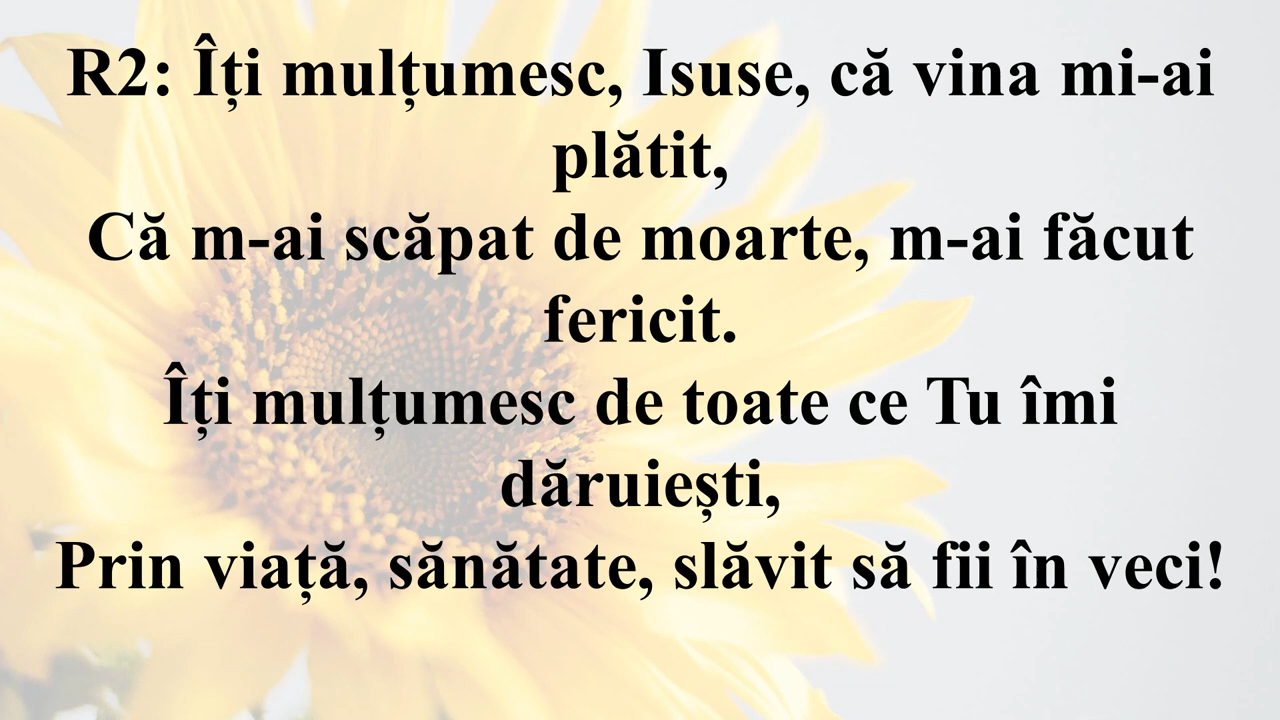 R2: Îți mulțumesc, Isuse, că vina mi-ai
plătit,
Că m-ai scăpat de moarte, m-ai făcut
fericit.
Îți mulțumesc de toate ce Tu îmi
dăruiești,
Prin viață, sănătate, slăvit să fii în veci!